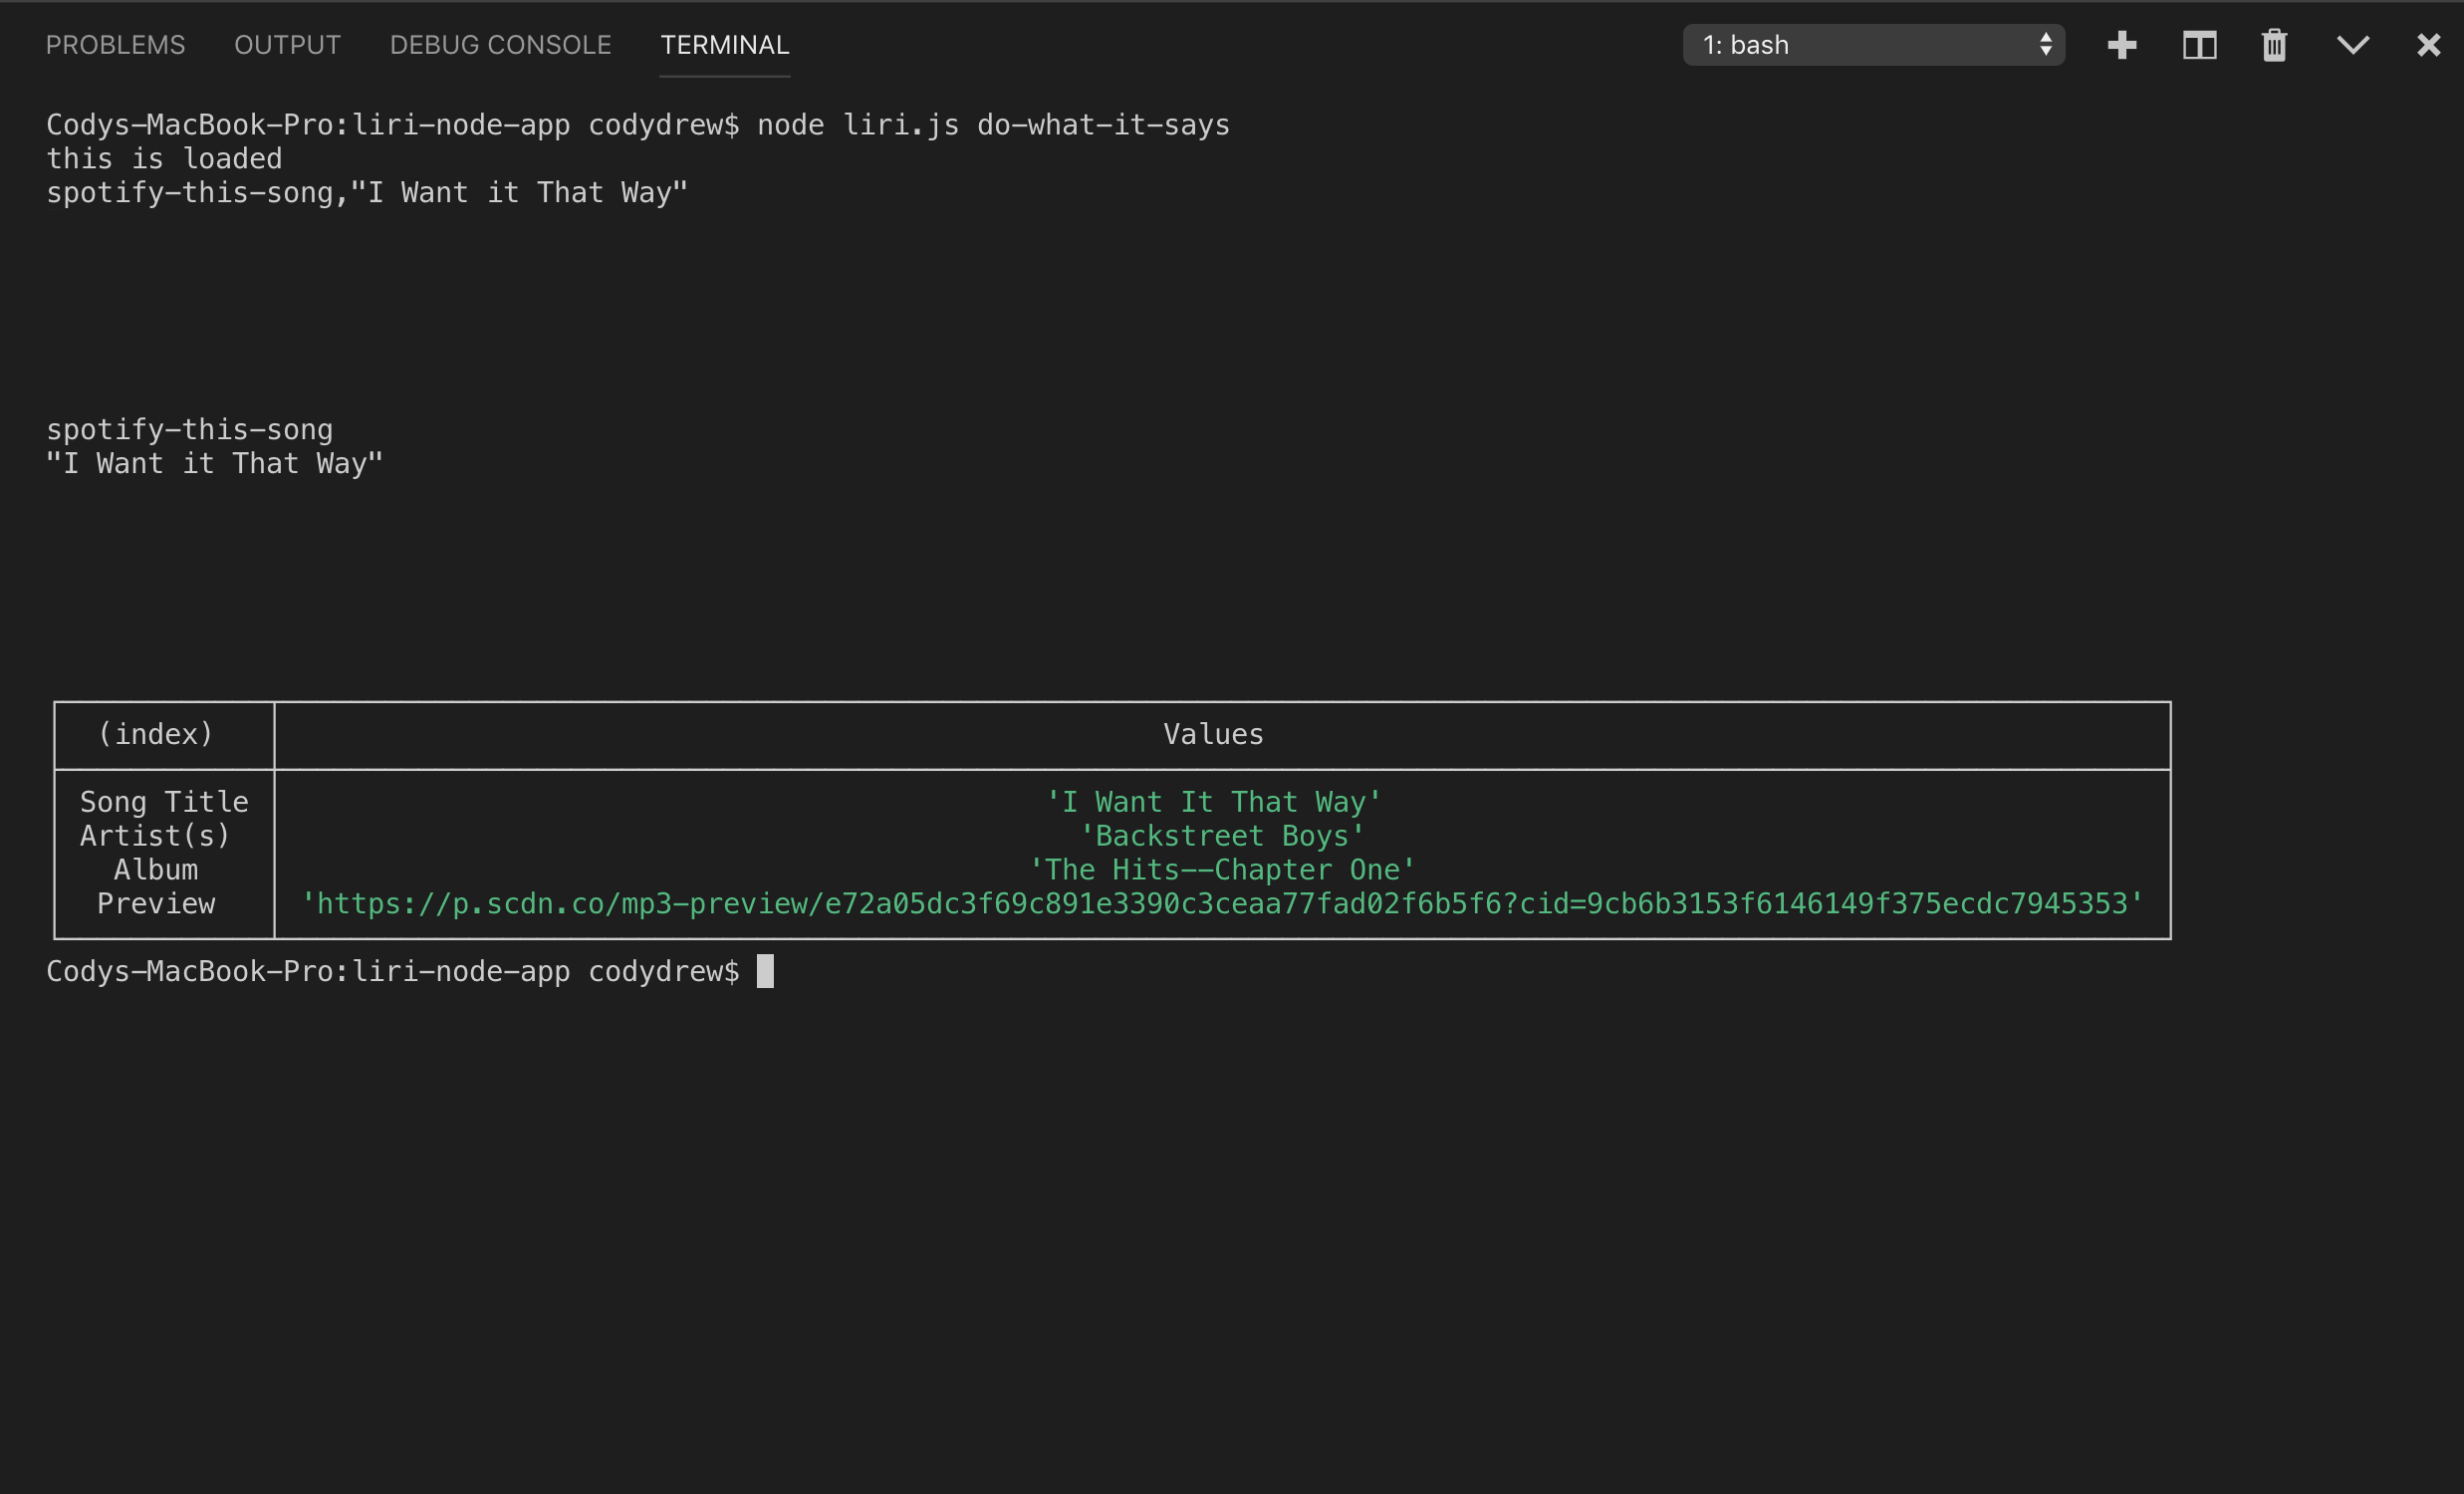 PROBLEMS OUTPUT DEBUG CONSOLE TERMINAL 1: bash
Codys-MacBook-Pro:liri-node-app codydrew$ node liri.js do-what-it-says
this is loaded
spotify-this-song,"I Want it That Way"
spotify-this-song
"I Want it That Way"
(index) Values
Song Title 'I Want It That Way'
Artist(s) 'Backstreet Boys'
Album 'The Hits--Chapter One'
Preview 'https://p.scdn.co/mp3-preview/e72a05dc3f69c891e3390c3ceaa77fad02f6b5f6?cid=9cb6b3153f6146149f375ecdc7945353'
Codys-MacBook-Pro:liri-node-app codydrew$